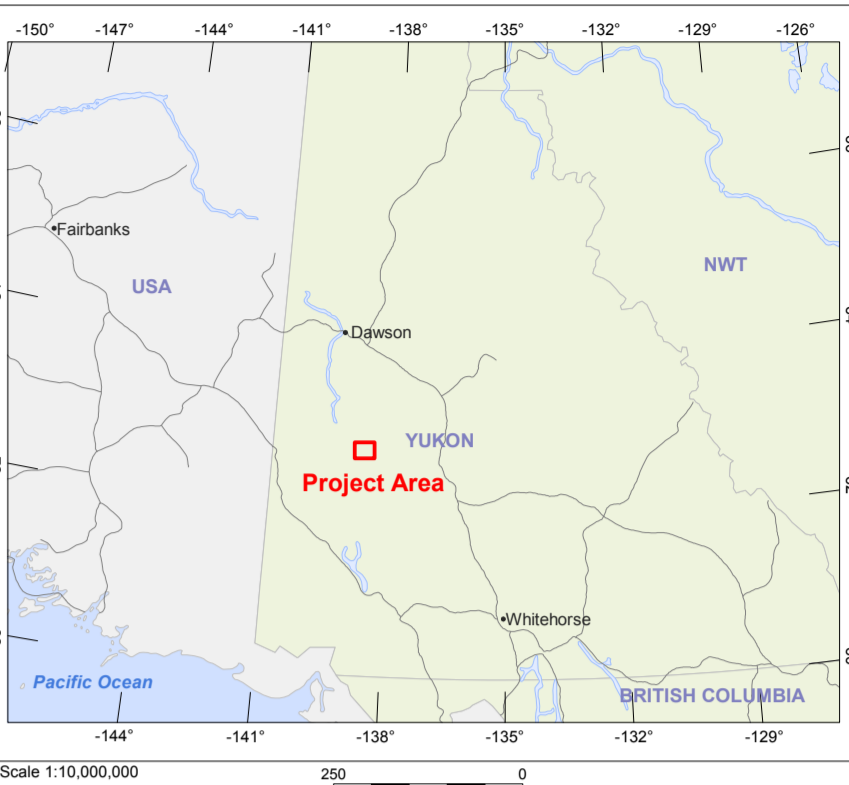 -150° -147° -144° -141° -138° -135° -132° -129° -126°
Fairbanks
USA
NWT
Dawson
YUKON
Project Area
Whitehorse
Pacific Ocean
BRITISH COLUMBIA
-144° -141° -138° -135° -132° -129°
Scale 1:10,000,000
250 0